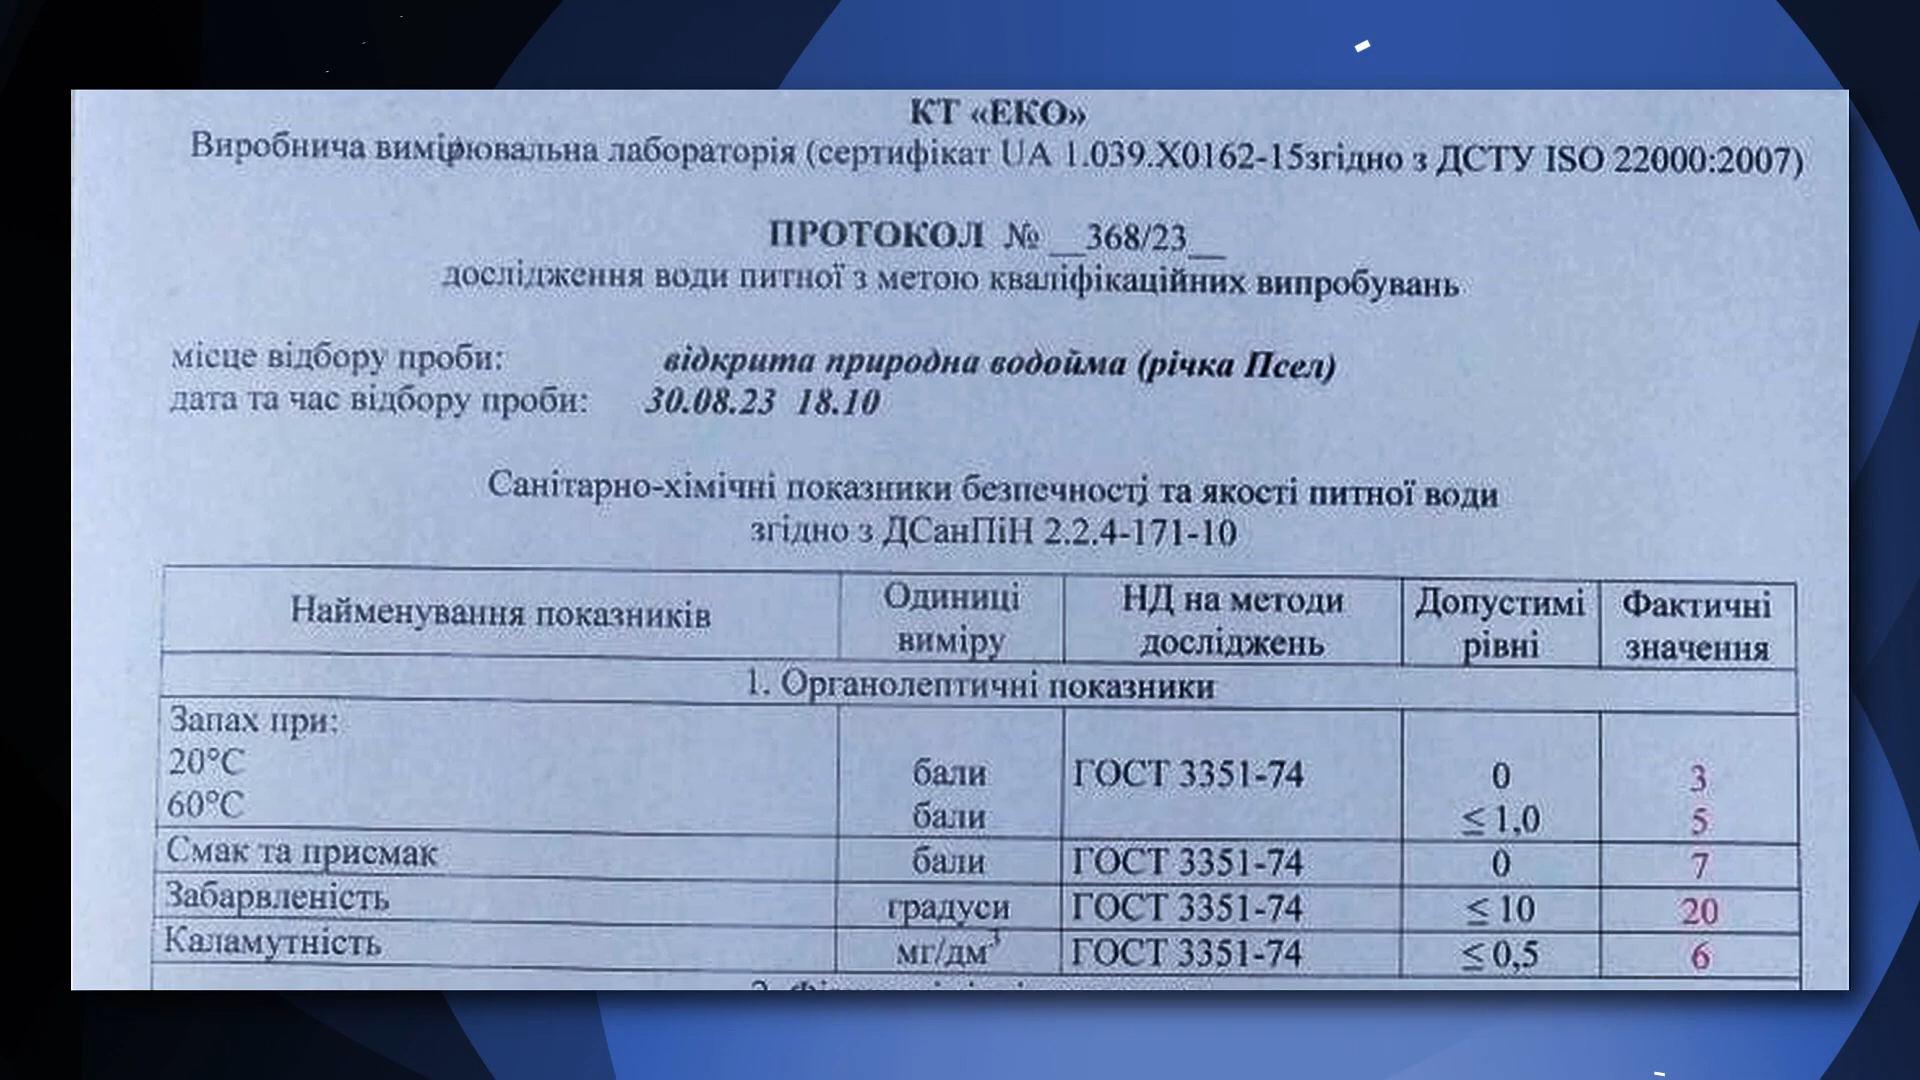 КТ «ЕКО»
Виробнича вимірювальна лабораторія (сертифікат UA 1.039.X0162-15згідно з ДСТУ ISO 22000:2007)
ПРОТОКОЛ № __368/23__
дослідження води питної з метою кваліфікаційних випробувань
місце відбору проби: відкрита природна водойма (річка Псел)
дата та час відбору проби: 30.08.23 18.10
Санітарно-хімічні показники безпечності та якості питної води
згідно з ДСанПіН 2.2.4-171-10
Найменування показників Одиниці виміру НД на методи досліджень Допустимі рівні Фактичні значення
1. Органолептичні показники
Запах при:
20°С бали ГОСТ 3351-74 0 3
60°С бали ≤ 1,0 5
Смак та присмак бали ГОСТ 3351-74 0 7
Забарвленість градуси ГОСТ 3351-74 ≤ 10 20
Каламутність мг/дм³ ГОСТ 3351-74 ≤ 0,5 6